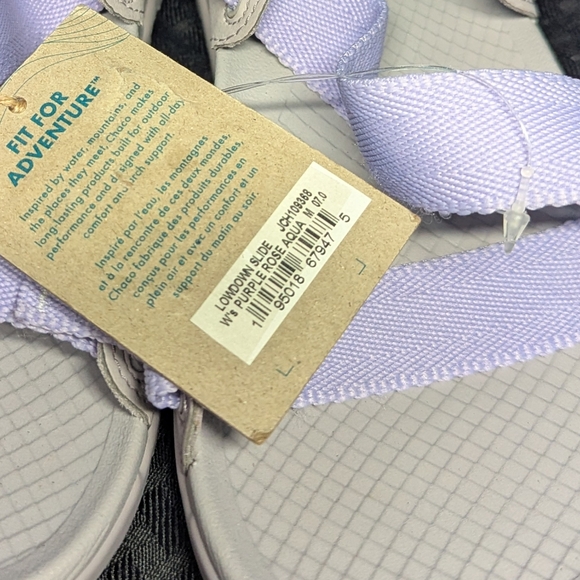 FIT FOR
ADVENTURE™
Inspired by water, mountains, and
the places they meet, Chaco makes
long-lasting products built for outdoor
performance and designed with all-day
comfort and arch support.
Inspiré par l'eau, les montagnes
et à la rencontre de ces deux mondes,
Chaco fabrique des produits durables,
conçus pour les performances en
plein air et avec un confort et un
support du matin au soir.
LOWDOWN SLIDE JCH109388
W's PURPLE ROSE AQUA M 07.0
1 95018 67947 5